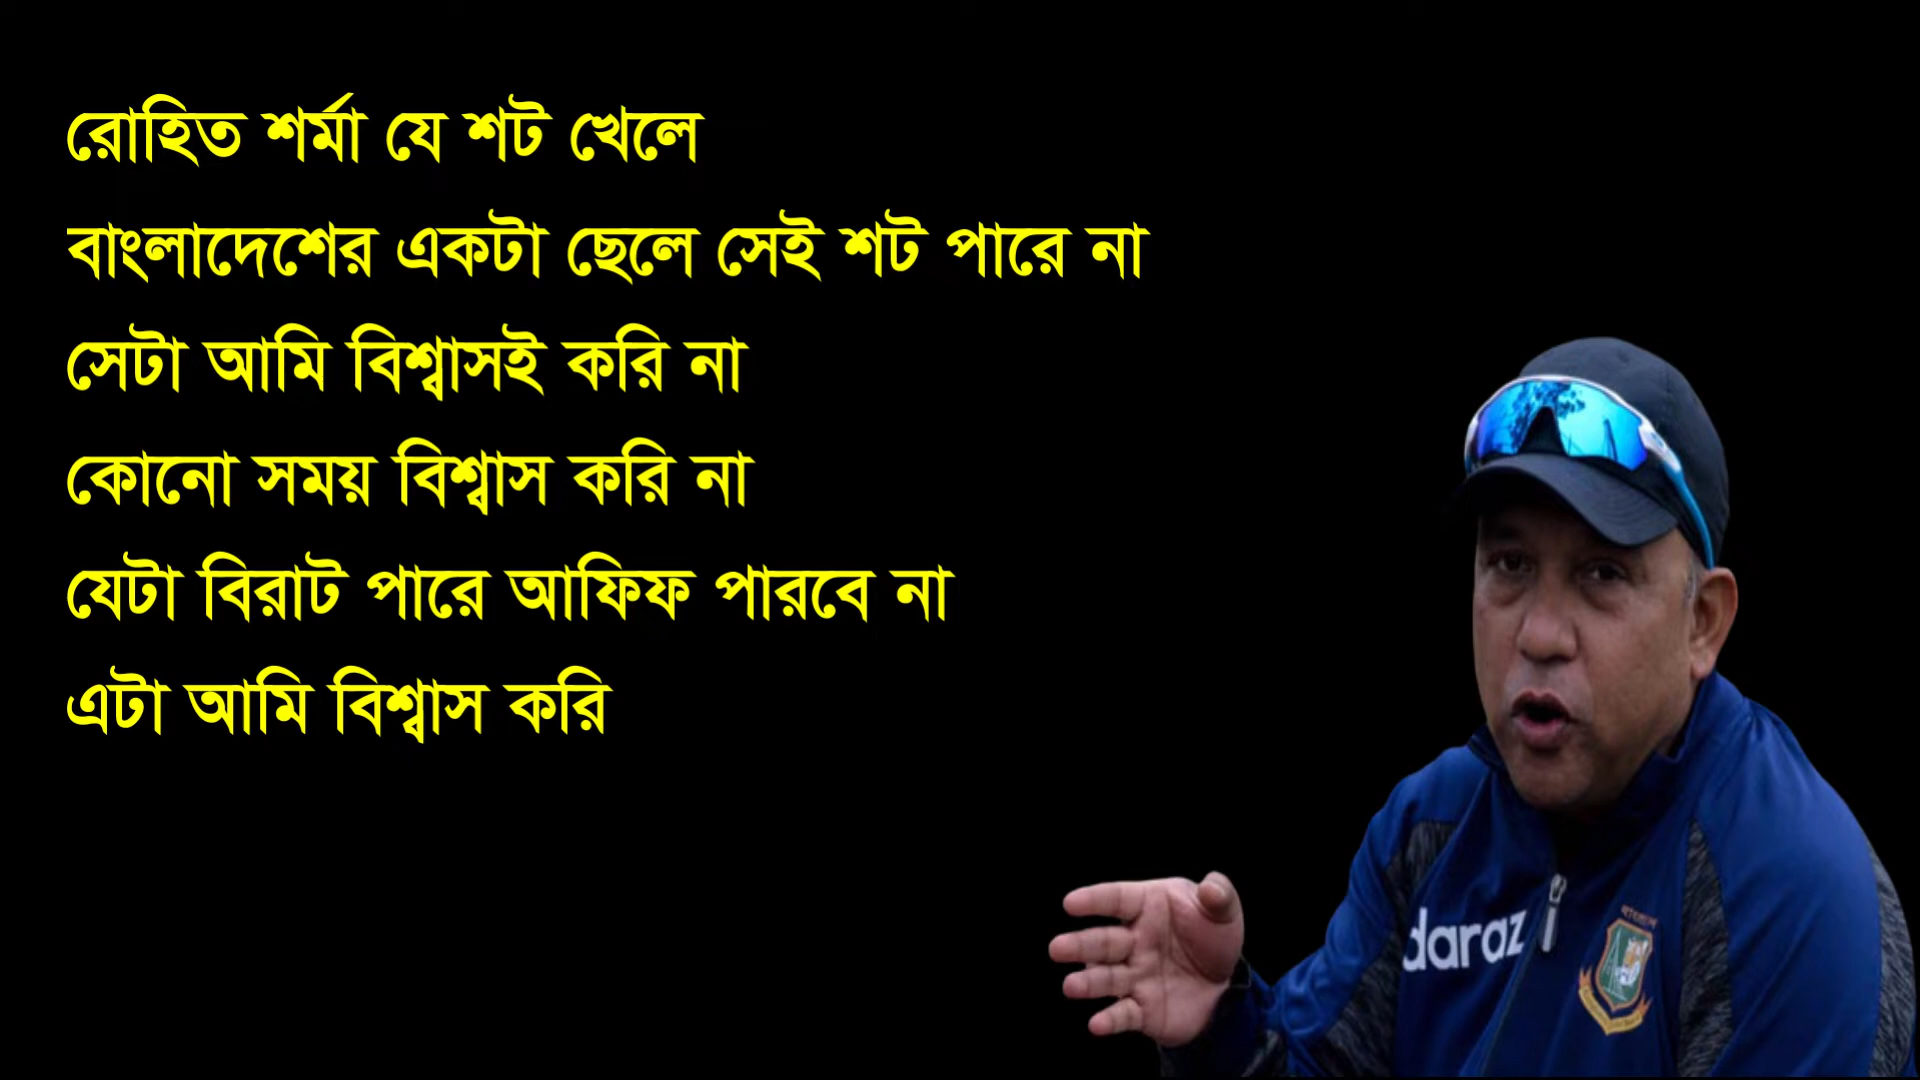 রোহিত শর্মা যে শট খেলে
বাংলাদেশের একটা ছেলে সেই শট পারে না
সেটা আমি বিশ্বাসই করি না
কোনো সময় বিশ্বাস করি না
যেটা বিরাট পারে আফিফ পারবে না
এটা আমি বিশ্বাস করি
daraz